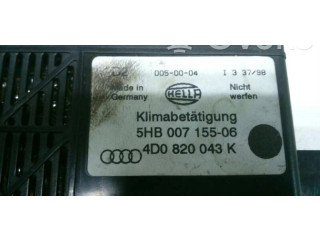 D2 005-00-04 1 3 37/98
Made in Germany HELLA Nicht werfen
Klimabetätigung
5HB 007 155-06
4D0 820 043 K